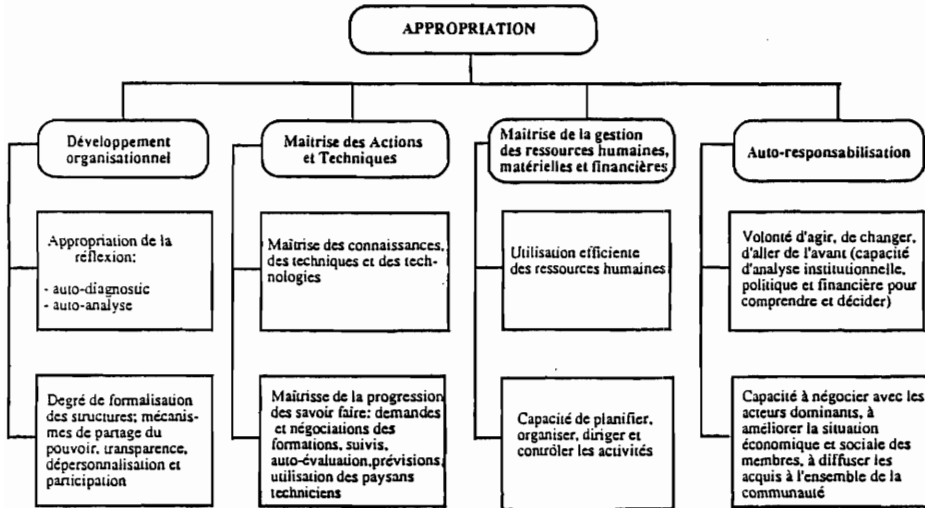 APPROPRIATION
Développement
organisationnel
Maîtrise des Actions
et Techniques
Maîtrise de la gestion
des ressources humaines,
matérielles et financières
Auto-responsabilisation
Appropriation de la
réflexion:
- auto-diagnostic
- auto-analyse
Maîtrise des connaissances,
des techniques et des tech-
nologies
Utilisation efficiente
des ressources humaines
Volonté d'agir, de changer,
d'aller de l'avant (capacité
d'analyse institutionnelle,
politique et financière pour
comprendre et décider)
Degré de formalisation
des structures; mécanis-
mes de partage du
pouvoir, transparence,
dépersonnalisation et
participation
Maîtrisse de la progression
des savoir faire: demandes
et négociations des
formations, suivis,
auto-évaluation,prévisions,
utilisation des paysans
techniciens
Capacité de planifier,
organiser, diriger et
contrôler les activités
Capacité à négocier avec les
acteurs dominants, à
améliorer la situation
économique et sociale des
membres, à diffuser les
acquis à l'ensemble de la
communauté